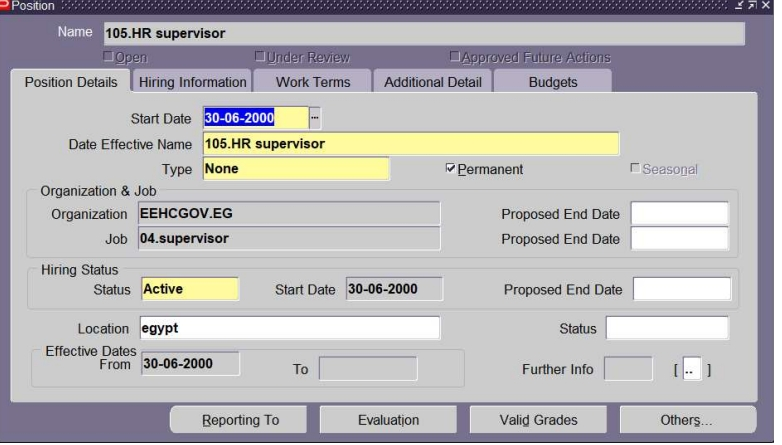 Position
Name 105.HR supervisor
Open Under Review Approved Future Actions
Position Details Hiring Information Work Terms Additional Detail Budgets
Start Date 30-06-2000 ...
Date Effective Name 105.HR supervisor
Type None Permanent Seasonal
Organization & Job
Organization EEHCGOV.EG Proposed End Date
Job 04.supervisor Proposed End Date
Hiring Status
Status Active Start Date 30-06-2000 Proposed End Date
Location egypt Status
Effective Dates
From 30-06-2000 To Further Info [ .. ]
Reporting To Evaluation Valid Grades Others...